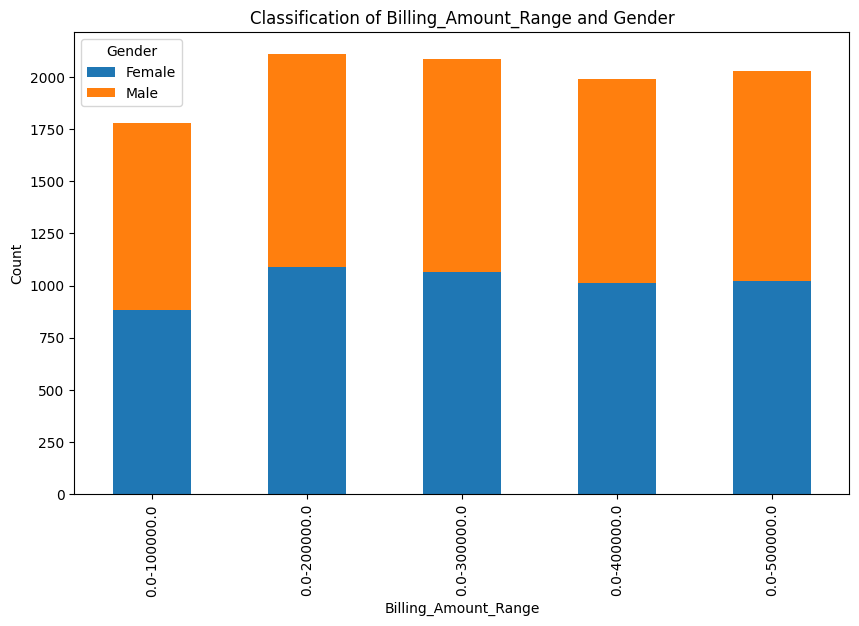 Classification of Billing_Amount_Range and Gender
Gender
Female
Male
2000
1750
1500
1250
1000
750
500
250
0
Count
0.0-100000.0
0.0-200000.0
0.0-300000.0
0.0-400000.0
0.0-500000.0
Billing_Amount_Range